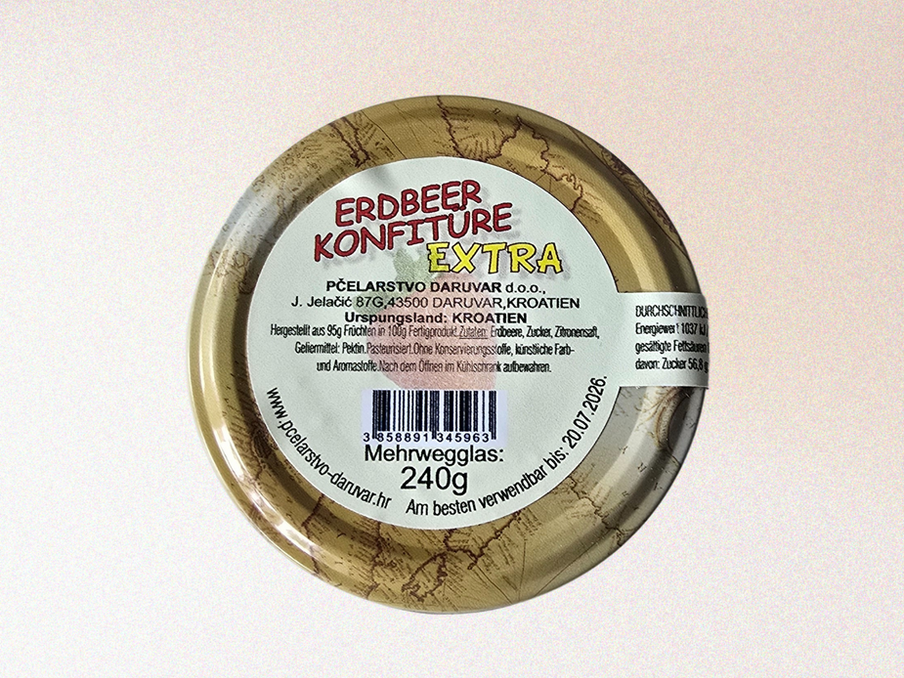 ERDBEER
KONFITÜRE
EXTRA
PČELARSTVO DARUVAR d.o.o.,
J. Jelačić 87G,43500 DARUVAR,KROATIEN
Urspungsland: KROATIEN
Hergestellt aus 95g Früchten in 100g Fertigprodukt.Zutaten: Erdbeere, Zucker, Zitronensaft,
Geliermittel: Pektin.Pasteurisiert.Ohne Konservierungsstoffe, künstliche Farb-
und Aromastoffe.Nach dem Öffnen im Kühlschrank aufbewahren.
3 858891 345963
Mehrwegglas:
240g
www.pcelarstvo-daruvar.hr
Am besten verwendbar bis: 20.07.2026.
DURCHSCHNITTLICH
Energiewert 1037 kJ
gesättigte Fettsäuren
davon: Zucker 56,8 g